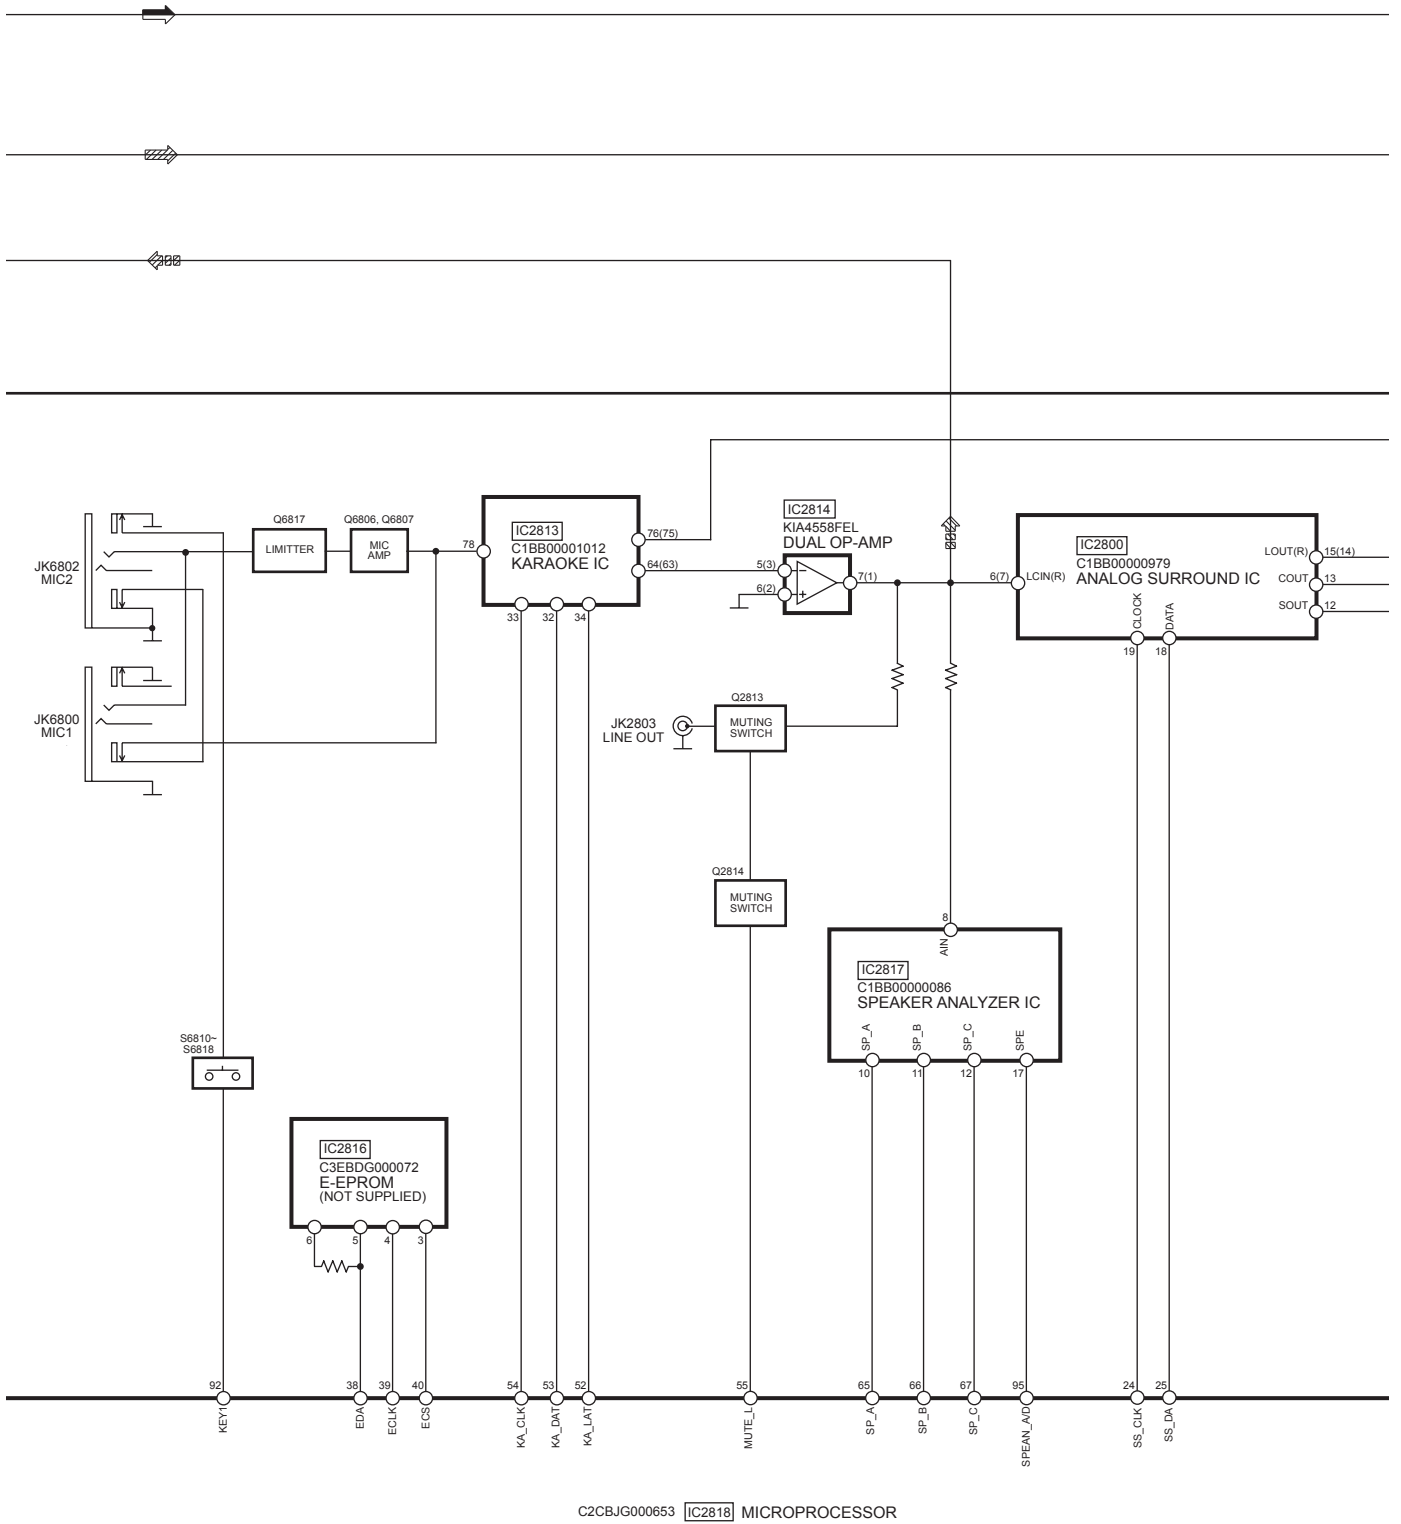 IC2814
KIA4558FEL
DUAL OP-AMP
Q6817
LIMITTER
Q6806, Q6807
MIC
AMP
78
IC2813
C1BB00001012
KARAOKE IC
76(75)
64(63)
33
32
34
5(3)
6(2)
7(1)
6(7)
LCIN(R)
IC2800
C1BB00000979
ANALOG SURROUND IC
LOUT(R)
15(14)
COUT
13
SOUT
12
CLOCK
DATA
19
18
JK6802
MIC2
JK6800
MIC1
JK2803
LINE OUT
Q2813
MUTING
SWITCH
Q2814
MUTING
SWITCH
8
AIN
IC2817
C1BB00000086
SPEAKER ANALYZER IC
SP_A
SP_B
SP_C
SPE
10
11
12
17
S6810~
S6818
IC2816
C3EBDG000072
E-EPROM
(NOT SUPPLIED)
6
5
4
3
92
38
39
40
54
53
52
55
65
66
67
95
24
25
KEY1
EDA
ECLK
ECS
KA_CLK
KA_DAT
KA_LAT
MUTE_L
SP_A
SP_B
SP_C
SPEAN_A/D
SS_CLK
SS_DA
C2CBJG000653 IC2818 MICROPROCESSOR